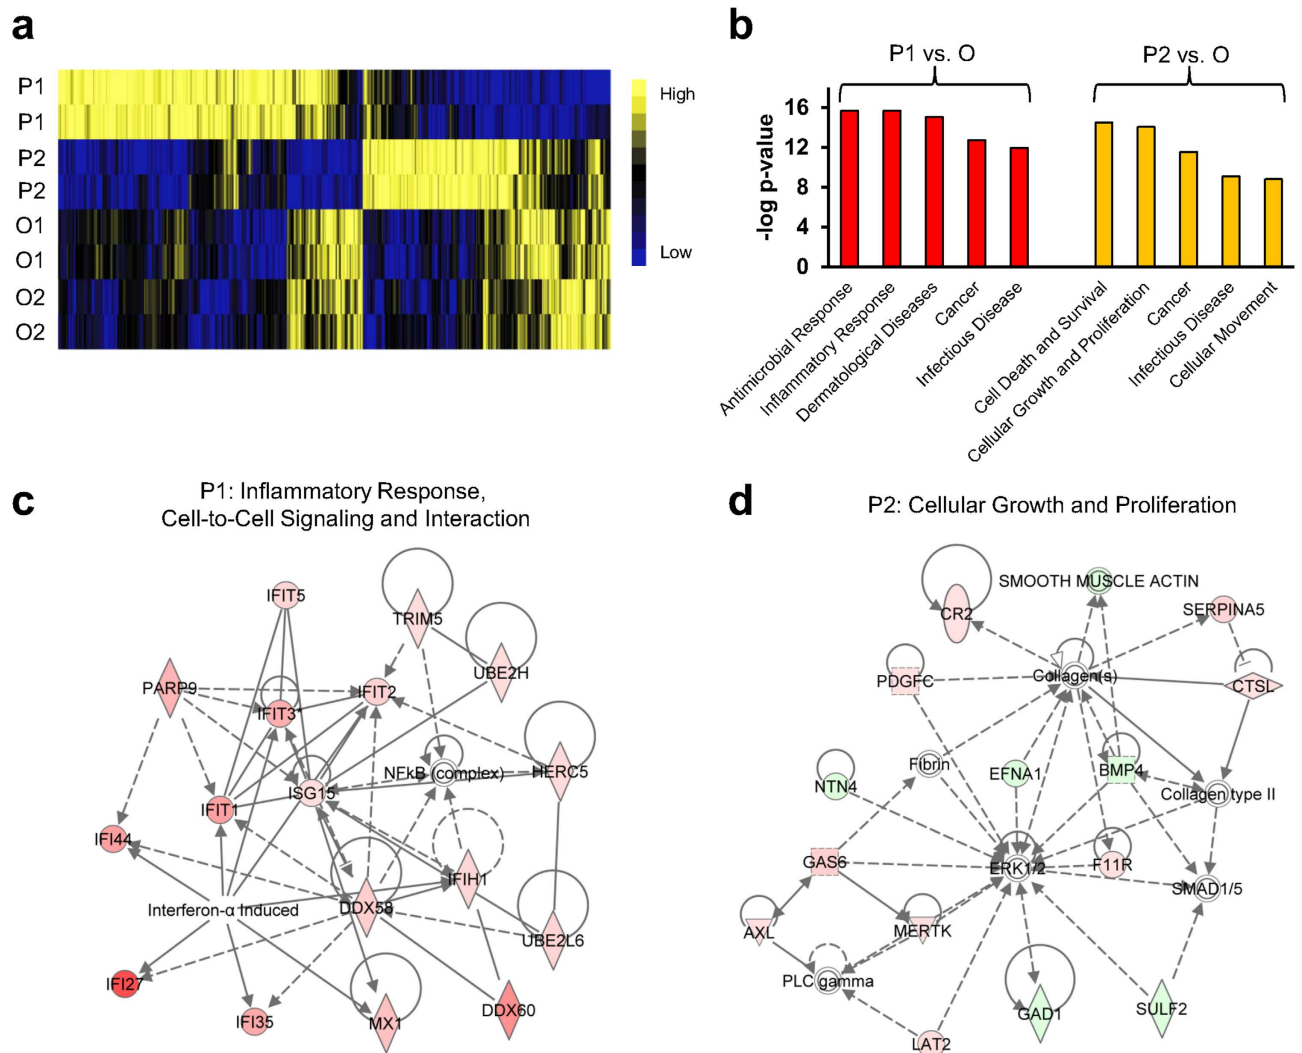 a
P1
P1
P2
P2
O1
O1
O2
O2
High
Low
b
P1 vs. O
P2 vs. O
-log p-value
16
12
8
4
0
Antimicrobial Response
Inflammatory Response
Dermatological Diseases
Cancer
Infectious Disease
Cell Death and Survival
Cellular Growth and Proliferation
Cancer
Infectious Disease
Cellular Movement
c
P1: Inflammatory Response,
Cell-to-Cell Signaling and Interaction
IFIT5
TRIM5
UBE2H
PARP9
IFIT2
IFIT3*
NFkB (complex)
HERC5
ISG15
IFIT1
IFI44
IFIH1
Interferon-α Induced
DDX58
UBE2L6
IFI27
IFI35
MX1
DDX60
d
P2: Cellular Growth and Proliferation
SMOOTH MUSCLE ACTIN
CR2
SERPINA5
PDGFC
Collagen(s)
CTSL
Fibrin
EFNA1
BMP4
NTN4
Collagen type II
GAS6
ERK1/2
F11R
SMAD1/5
AXL
MERTK
PLC gamma
GAD1
SULF2
LAT2